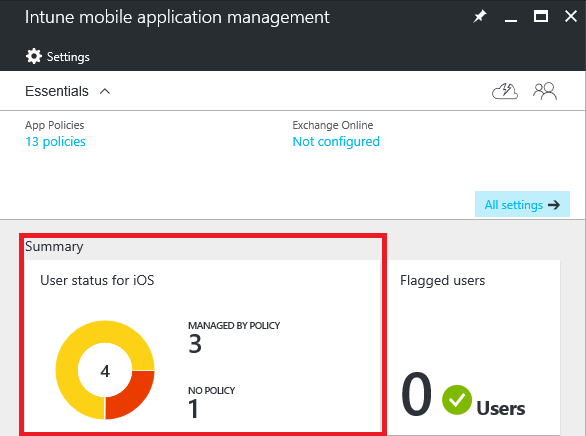 Intune mobile application management
Settings
Essentials
App Policies
13 policies
Exchange Online
Not configured
All settings
Summary
User status for iOS
4
MANAGED BY POLICY
3
NO POLICY
1
Flagged users
0 Users